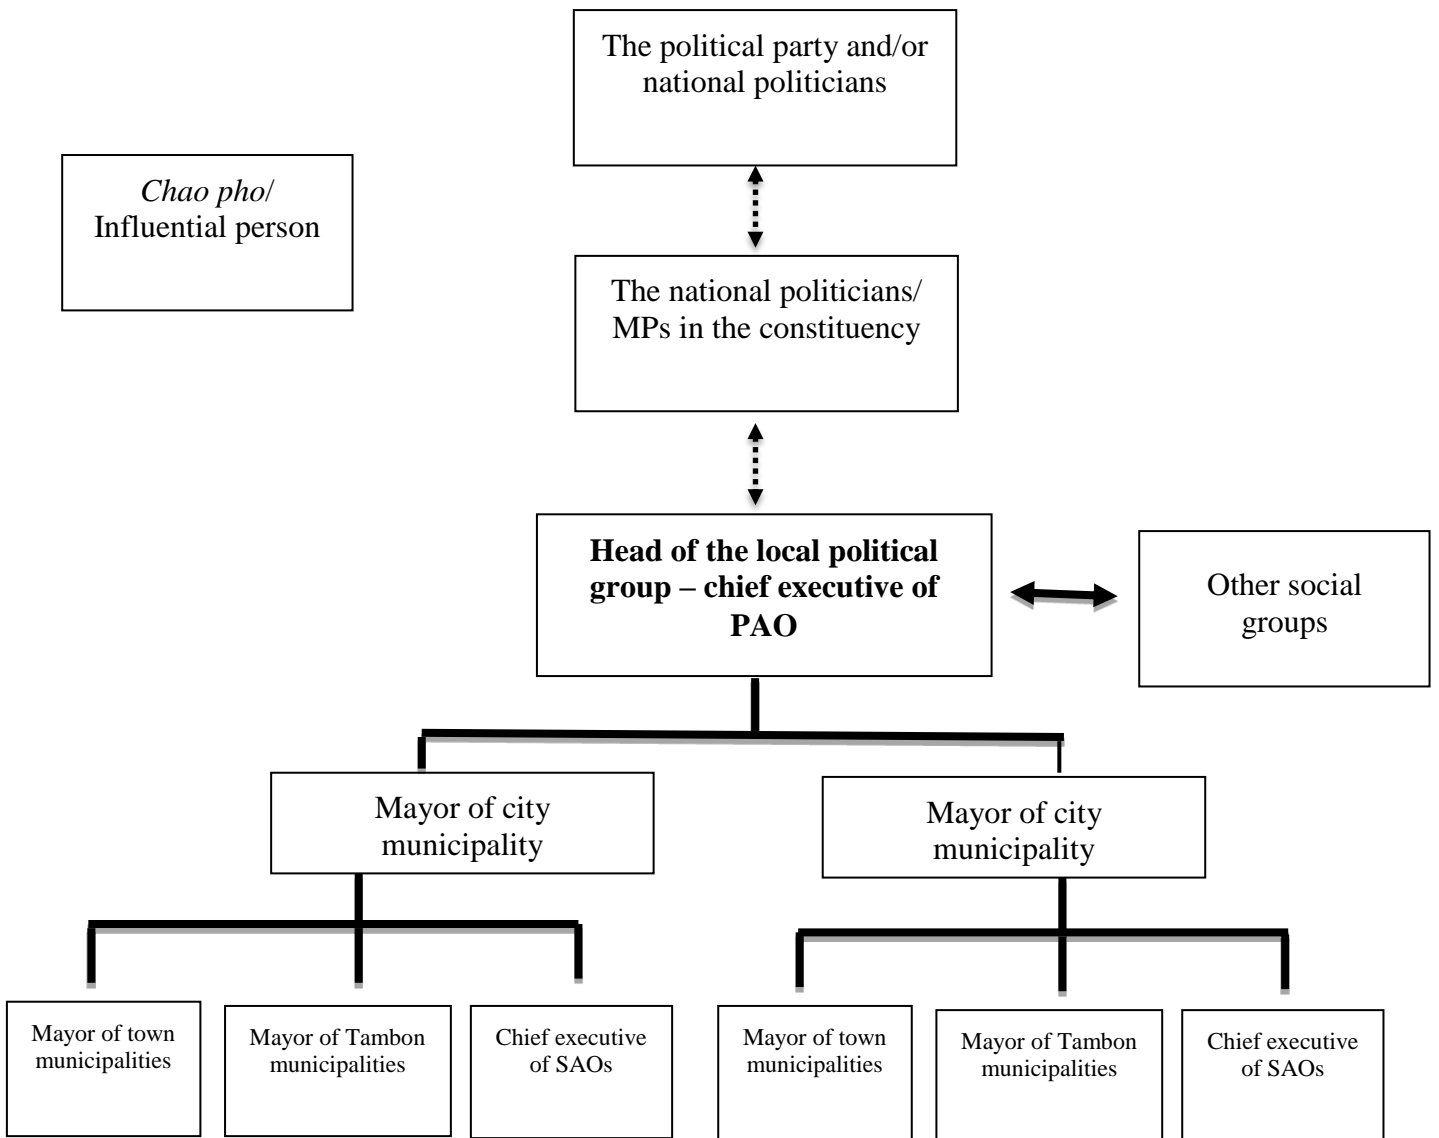 The political party and/or
national politicians
Chao pho/
Influential person
The national politicians/
MPs in the constituency
Head of the local political
group – chief executive of
PAO
Other social
groups
Mayor of city
municipality
Mayor of city
municipality
Mayor of town
municipalities
Mayor of Tambon
municipalities
Chief executive
of SAOs
Mayor of town
municipalities
Mayor of Tambon
municipalities
Chief executive
of SAOs